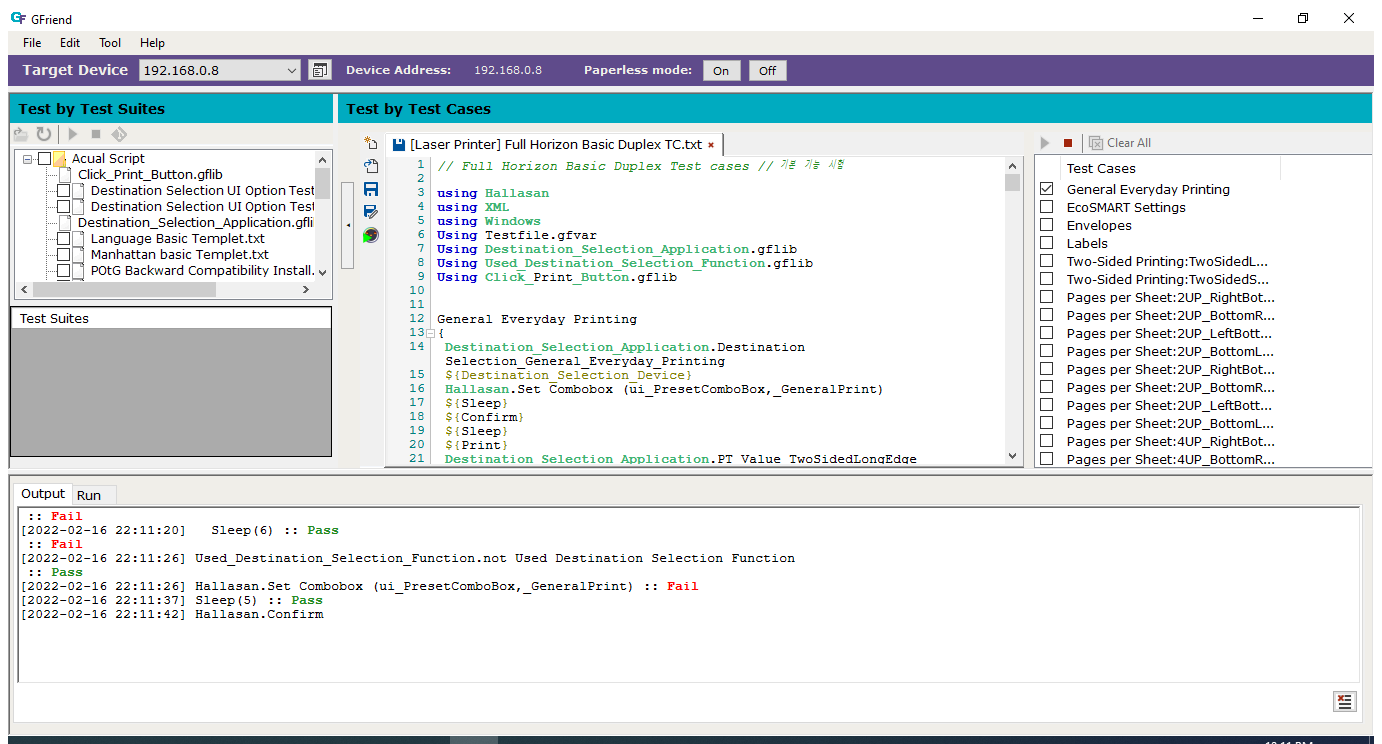 GFriend
File Edit Tool Help
Target Device 192.168.0.8 Device Address: 192.168.0.8 Paperless mode: On Off
Test by Test Suites
Acual Script
Click_Print_Button.gflib
Destination Selection UI Option Test
Destination Selection UI Option Test
Destination_Selection_Application.gfli
Language Basic Templet.txt
Manhattan basic Templet.txt
POtG Backward Compatibility Install.
Test Suites
Test by Test Cases
[Laser Printer] Full Horizon Basic Duplex TC.txt
1 // Full Horizon Basic Duplex Test cases // 기본 기능 시험
2
3 using Hallasan
4 using XML
5 using Windows
6 Using Testfile.gfvar
7 Using Destination_Selection_Application.gflib
8 Using Used_Destination_Selection_Function.gflib
9 Using Click_Print_Button.gflib
10
11
12 General Everyday Printing
13 {
14 Destination_Selection_Application.Destination
Selection_General_Everyday_Printing
15 ${Destination_Selection_Device}
16 Hallasan.Set Combobox (ui_PresetComboBox,_GeneralPrint)
17 ${Sleep}
18 ${Confirm}
19 ${Sleep}
20 ${Print}
21 Destination_Selection_Application.PT_Value_TwoSidedLongEdge
Clear All
Test Cases
General Everyday Printing
EcoSMART Settings
Envelopes
Labels
Two-Sided Printing:TwoSidedL...
Two-Sided Printing:TwoSidedS...
Pages per Sheet:2UP_RightBot...
Pages per Sheet:2UP_BottomR...
Pages per Sheet:2UP_LeftBott...
Pages per Sheet:2UP_BottomL...
Pages per Sheet:2UP_RightBot...
Pages per Sheet:2UP_BottomR...
Pages per Sheet:2UP_LeftBott...
Pages per Sheet:2UP_BottomL...
Pages per Sheet:4UP_RightBot...
Pages per Sheet:4UP_BottomR...
Output Run
:: Fail
[2022-02-16 22:11:20] Sleep(6) :: Pass
:: Fail
[2022-02-16 22:11:26] Used_Destination_Selection_Function.not Used Destination Selection Function
:: Pass
[2022-02-16 22:11:26] Hallasan.Set Combobox (ui_PresetComboBox,_GeneralPrint) :: Fail
[2022-02-16 22:11:37] Sleep(5) :: Pass
[2022-02-16 22:11:42] Hallasan.Confirm